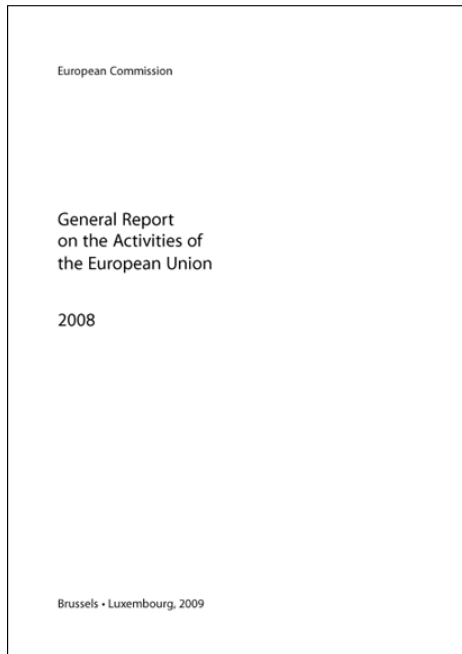 European Commission
General Report
on the Activities of
the European Union
2008
Brussels • Luxembourg, 2009